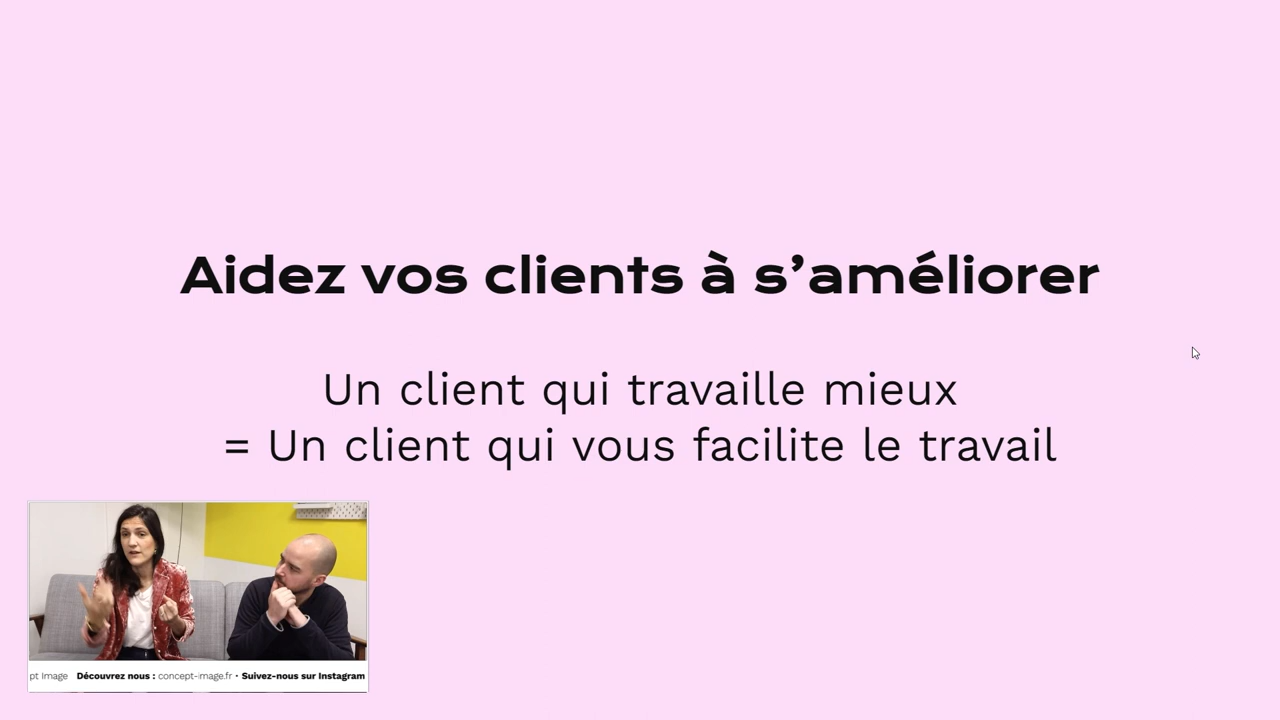 Aidez vos clients à s’améliorer
Un client qui travaille mieux
= Un client qui vous facilite le travail
pt Image Découvrez nous : concept-image.fr • Suivez-nous sur Instagram